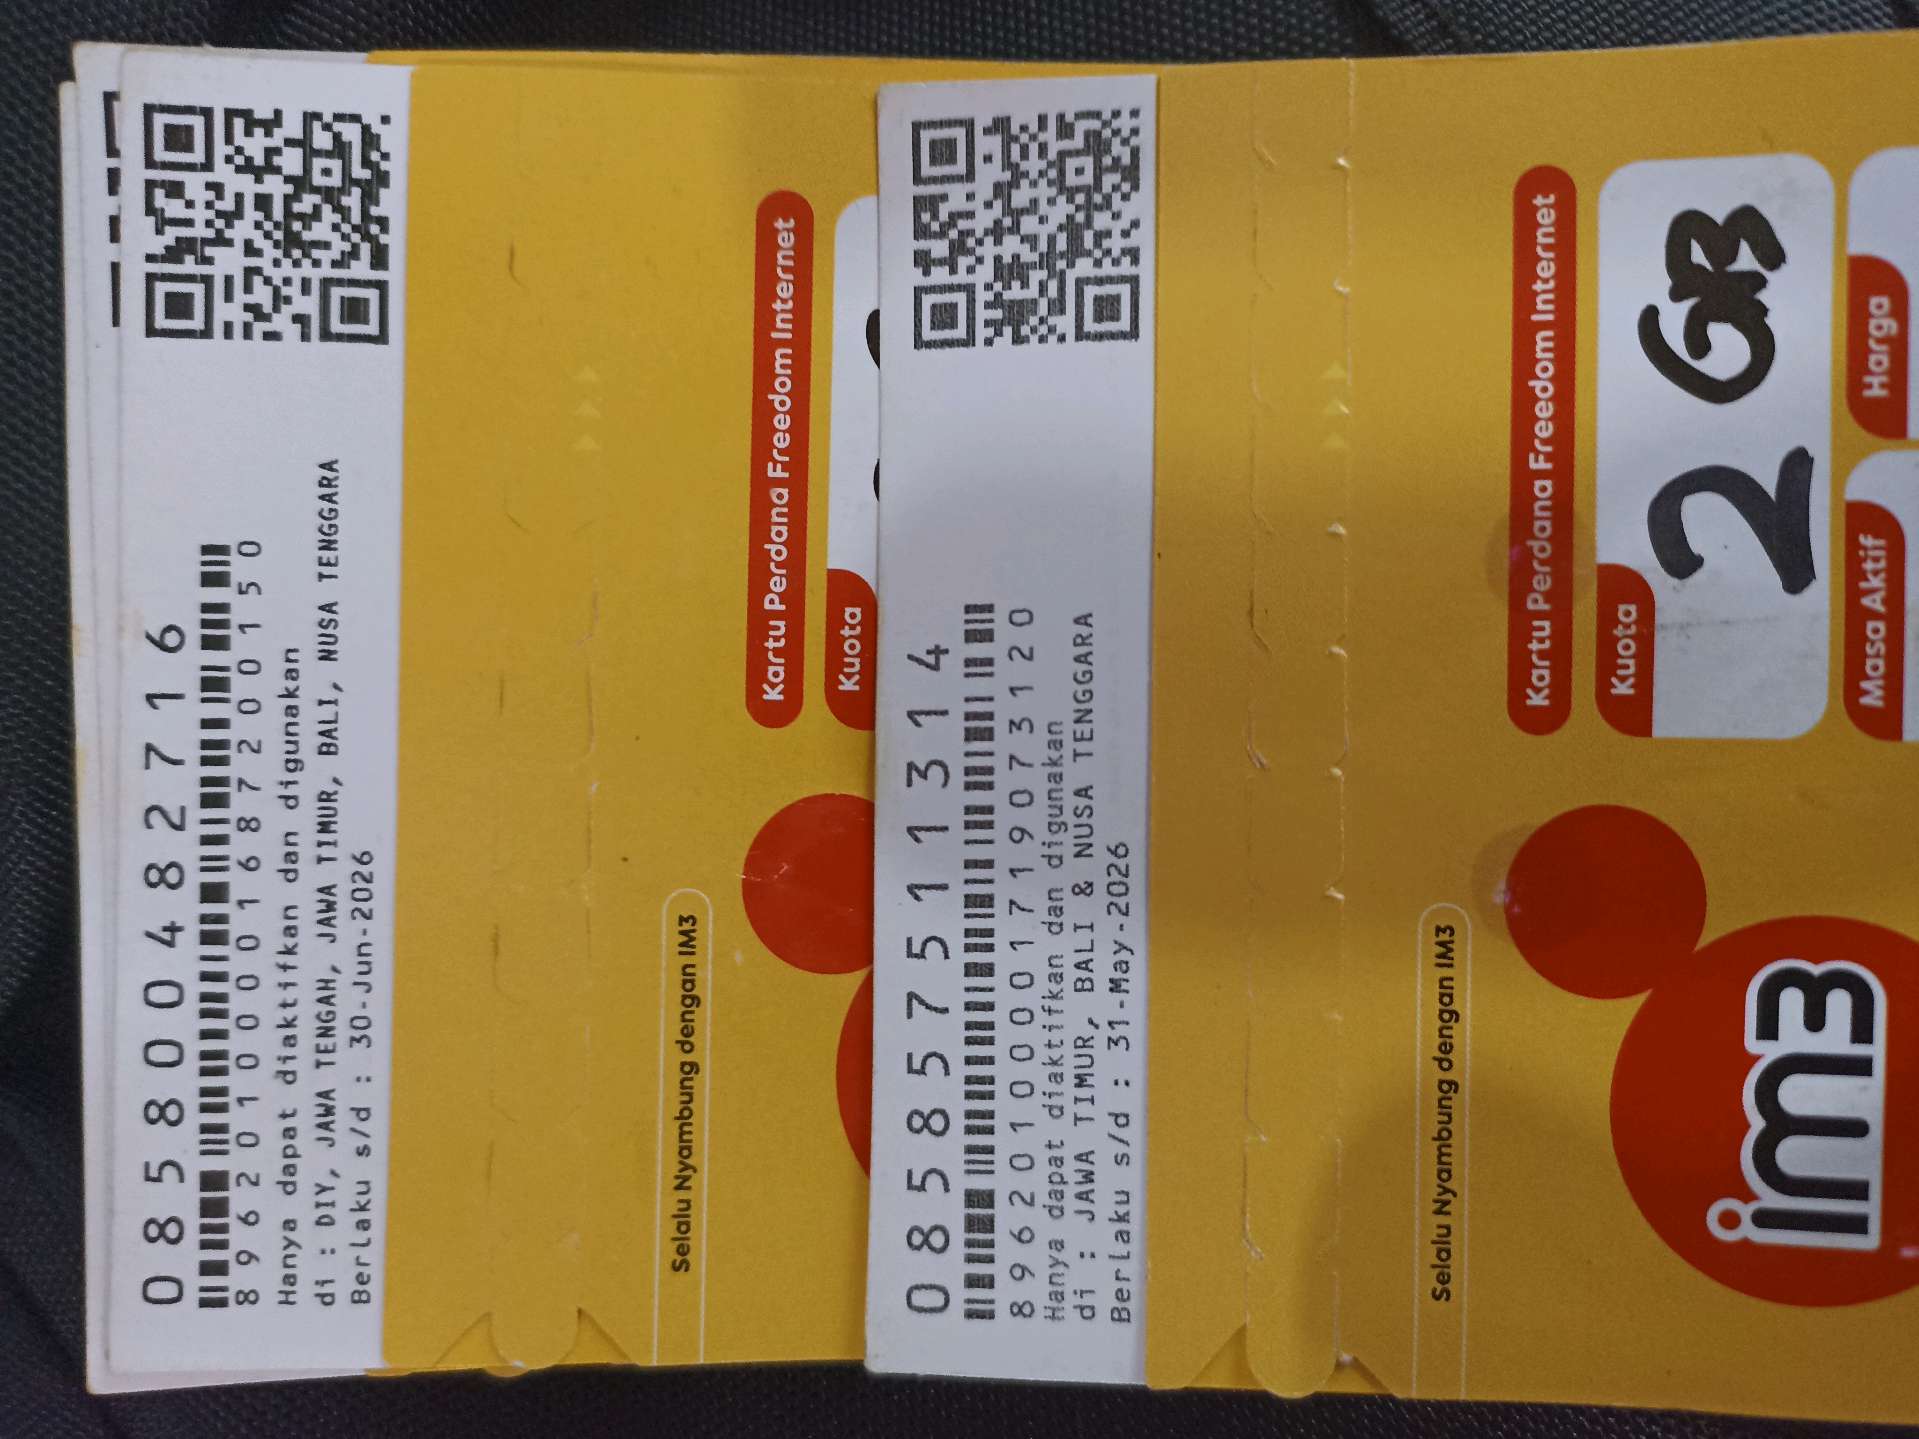 085800482716
8962010000168720 0150
Hanya dapat diaktifkan dan digunakan
di : DIY, JAWA TENGAH, JAWA TIMUR, BALI, NUSA TENGGARA
Berlaku s/d : 30-Jun-2026
Selalu Nyambung dengan IM3
Kartu Perdana Freedom Internet
Kuota
085857511314
8962010001719073120
Hanya dapat diaktifkan dan digunakan
di : JAWA TIMUR, BALI & NUSA TENGGARA
Berlaku s/d : 31-May-2026
Selalu Nyambung dengan IM3
Kartu Perdana Freedom Internet
Kuota
2 GB
Masa Aktif
Harga
IM3